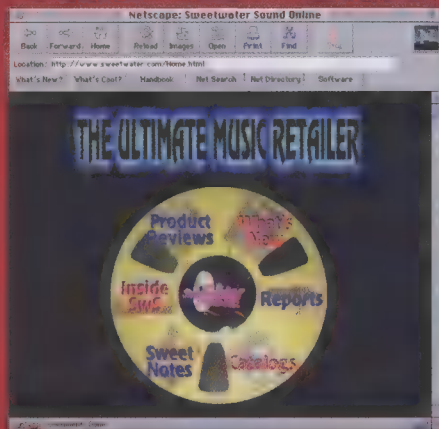 Netscape: Sweetwater Sound Online
Back Forward Home Reload Images Open Print Find
Location: http://www.sweetwater.com/Home.html
What's New? What's Cool? Handbook Net Search Net Directory Software
THE ULTIMATE MUSIC RETAILER
Product Reviews
What's New
Inside SWS...
Reports
Sweet Notes
Catalogs